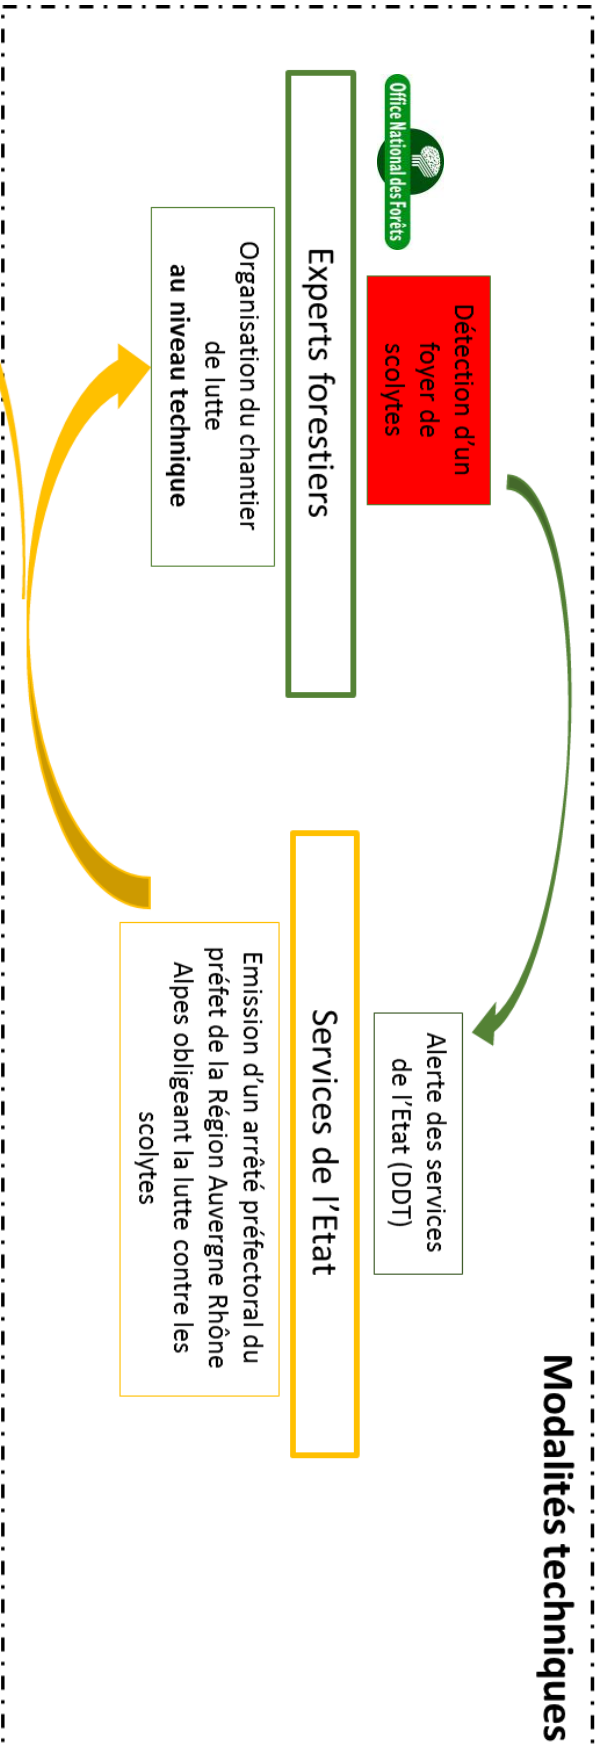 Modalités techniques
Office National des Forêts
Détection d’un
foyer de
scolytes
Alerte des services
de l’Etat (DDT)
Experts forestiers
Services de l’Etat
Organisation du chantier
de lutte
au niveau technique
Emission d’un arrêté préfectoral du
préfet de la Région Auvergne Rhône
Alpes obligeant la lutte contre les
scolytes